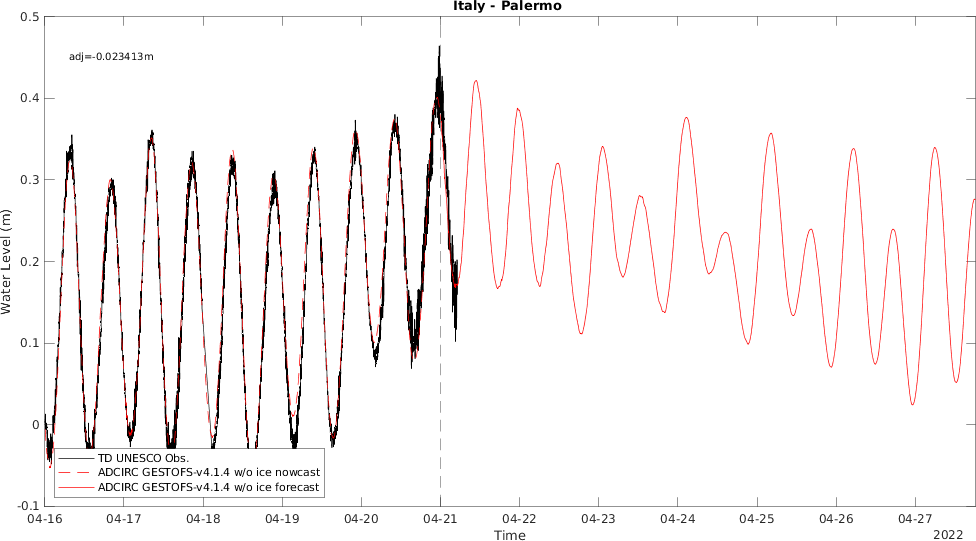 Italy - Palermo
adj=-0.023413m
Water Level (m)
0.5
0.4
0.3
0.2
0.1
0
-0.1
TD UNESCO Obs.
ADCIRC GESTOFS-v4.1.4 w/o ice nowcast
ADCIRC GESTOFS-v4.1.4 w/o ice forecast
04-16 04-17 04-18 04-19 04-20 04-21 04-22 04-23 04-24 04-25 04-26 04-27
Time
2022